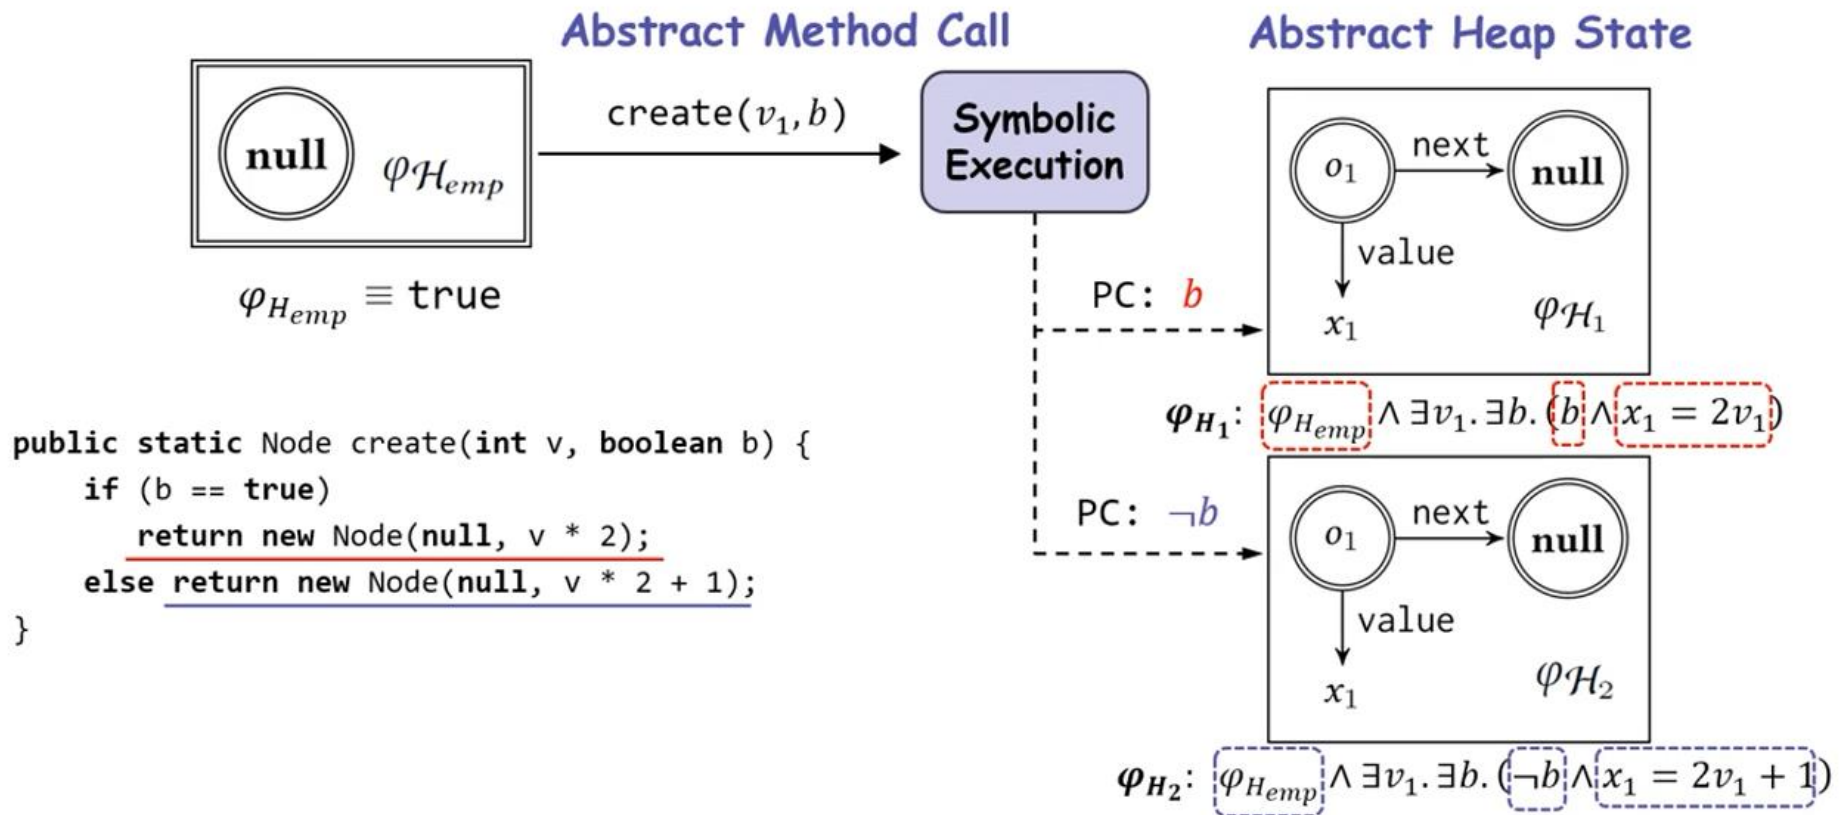 Abstract Method Call
Abstract Heap State
null φ𝓗emp
create(v₁, b)
Symbolic
Execution
φHemp ≡ true
PC: b
o₁ next null
value
x₁
φ𝓗₁
φH₁: φHemp ∧ ∃v₁. ∃b. (b ∧ x₁ = 2v₁)
PC: ¬b
o₁ next null
value
x₁
φ𝓗₂
φH₂: φHemp ∧ ∃v₁. ∃b. (¬b ∧ x₁ = 2v₁ + 1)
public static Node create(int v, boolean b) {
if (b == true)
return new Node(null, v * 2);
else return new Node(null, v * 2 + 1);
}